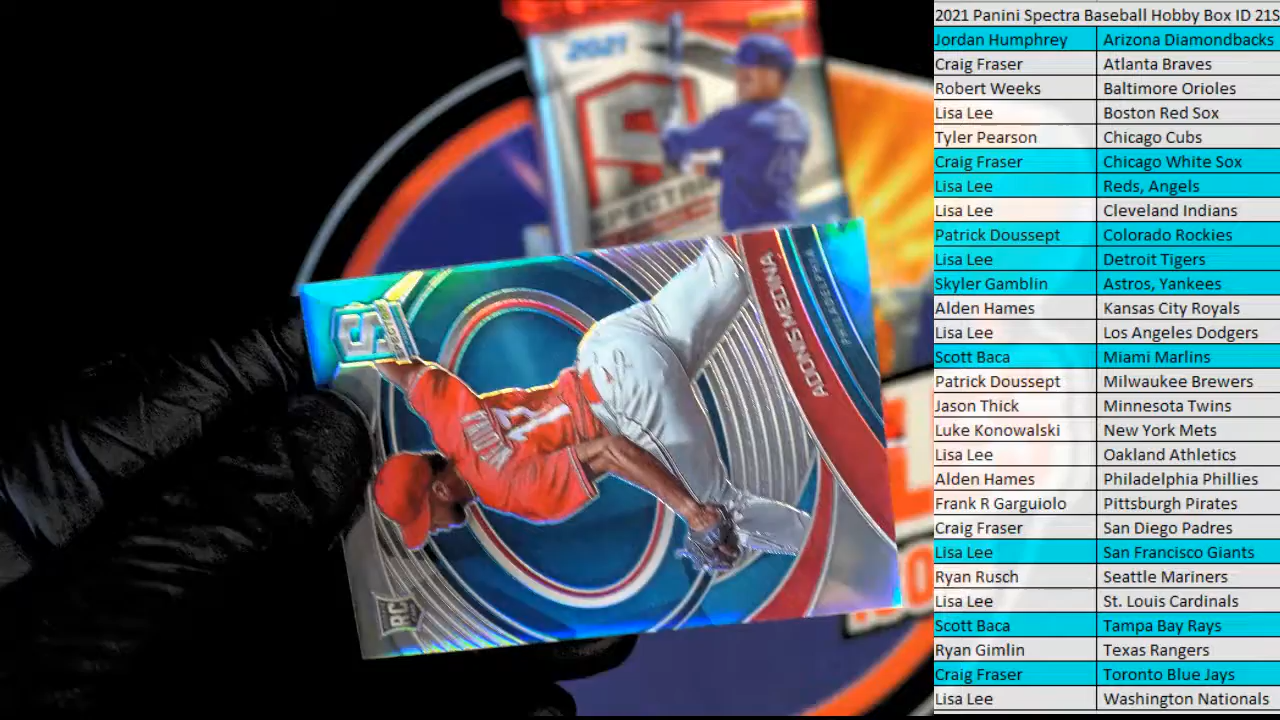 2021
SPECTRA
SPECTRA
ADONIS MEDINA
PHILADELPHIA
RC
2021 Panini Spectra Baseball Hobby Box ID 21S
Jordan Humphrey Arizona Diamondbacks
Craig Fraser Atlanta Braves
Robert Weeks Baltimore Orioles
Lisa Lee Boston Red Sox
Tyler Pearson Chicago Cubs
Craig Fraser Chicago White Sox
Lisa Lee Reds, Angels
Lisa Lee Cleveland Indians
Patrick Doussept Colorado Rockies
Lisa Lee Detroit Tigers
Skyler Gamblin Astros, Yankees
Alden Hames Kansas City Royals
Lisa Lee Los Angeles Dodgers
Scott Baca Miami Marlins
Patrick Doussept Milwaukee Brewers
Jason Thick Minnesota Twins
Luke Konowalski New York Mets
Lisa Lee Oakland Athletics
Alden Hames Philadelphia Phillies
Frank R Garguiolo Pittsburgh Pirates
Craig Fraser San Diego Padres
Lisa Lee San Francisco Giants
Ryan Rusch Seattle Mariners
Lisa Lee St. Louis Cardinals
Scott Baca Tampa Bay Rays
Ryan Gimlin Texas Rangers
Craig Fraser Toronto Blue Jays
Lisa Lee Washington Nationals